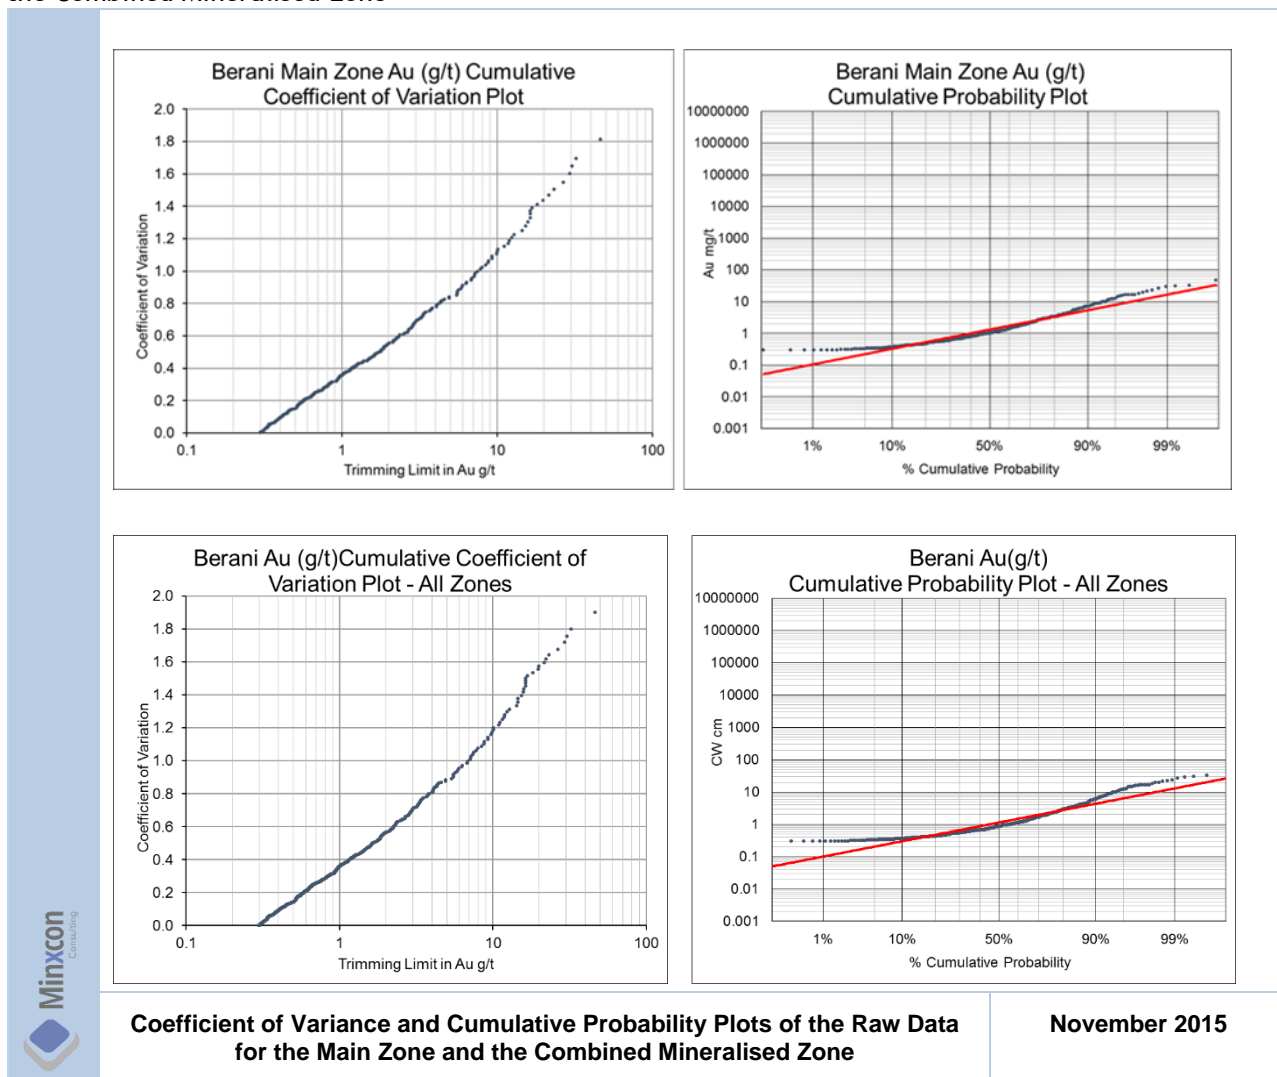 the Combined Mineralised Zone
Berani Main Zone Au (g/t) Cumulative
Coefficient of Variation Plot
2.0
1.8
1.6
1.4
1.2
1.0
0.8
0.6
0.4
0.2
0.0
Coefficient of Variation
0.1
1
10
100
Trimming Limit in Au g/t
Berani Main Zone Au (g/t)
Cumulative Probability Plot
10000000
1000000
100000
10000
1000
100
10
1
0.1
0.01
0.001
Au mg/t
1%
10%
50%
90%
99%
% Cumulative Probability
Berani Au (g/t)Cumulative Coefficient of
Variation Plot - All Zones
2.0
1.8
1.6
1.4
1.2
1.0
0.8
0.6
0.4
0.2
0.0
Coefficient of Variation
0.1
1
10
100
Trimming Limit in Au g/t
Berani Au(g/t)
Cumulative Probability Plot - All Zones
10000000
1000000
100000
10000
1000
100
10
1
0.1
0.01
0.001
CW cm
1%
10%
50%
90%
99%
% Cumulative Probability
Minxcon
Consulting
Coefficient of Variance and Cumulative Probability Plots of the Raw Data
for the Main Zone and the Combined Mineralised Zone
November 2015